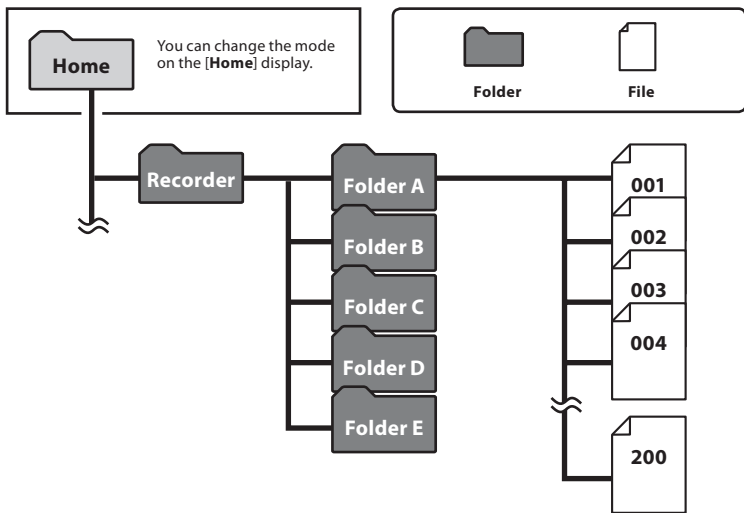 Home
You can change the mode
on the [Home] display.
Folder
File
Recorder
Folder A
Folder B
Folder C
Folder D
Folder E
001
002
003
004
200